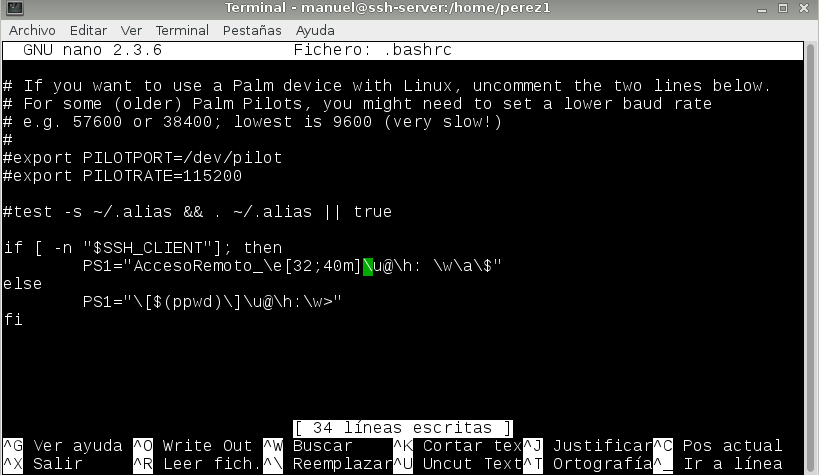 Terminal - manuel@ssh-server:/home/perez1
Archivo Editar Ver Terminal Pestañas Ayuda
GNU nano 2.3.6 Fichero: .bashrc
# If you want to use a Palm device with Linux, uncomment the two lines below.
# For some (older) Palm Pilots, you might need to set a lower baud rate
# e.g. 57600 or 38400; lowest is 9600 (very slow!)
#
#export PILOTPORT=/dev/pilot
#export PILOTRATE=115200
#test -s ~/.alias && . ~/.alias || true
if [ -n "$SSH_CLIENT"]; then
PS1="AccesoRemoto_\e[32;40m]\u@\h: \w\a\$"
else
PS1="\[$(ppwd)\]\u@\h:\w>"
fi
[ 34 líneas escritas ]
^G Ver ayuda ^O Write Out ^W Buscar ^K Cortar tex^J Justificar^C Pos actual
^X Salir ^R Leer fich.^\ Reemplazar^U Uncut Text^T Ortografía^_ Ir a línea